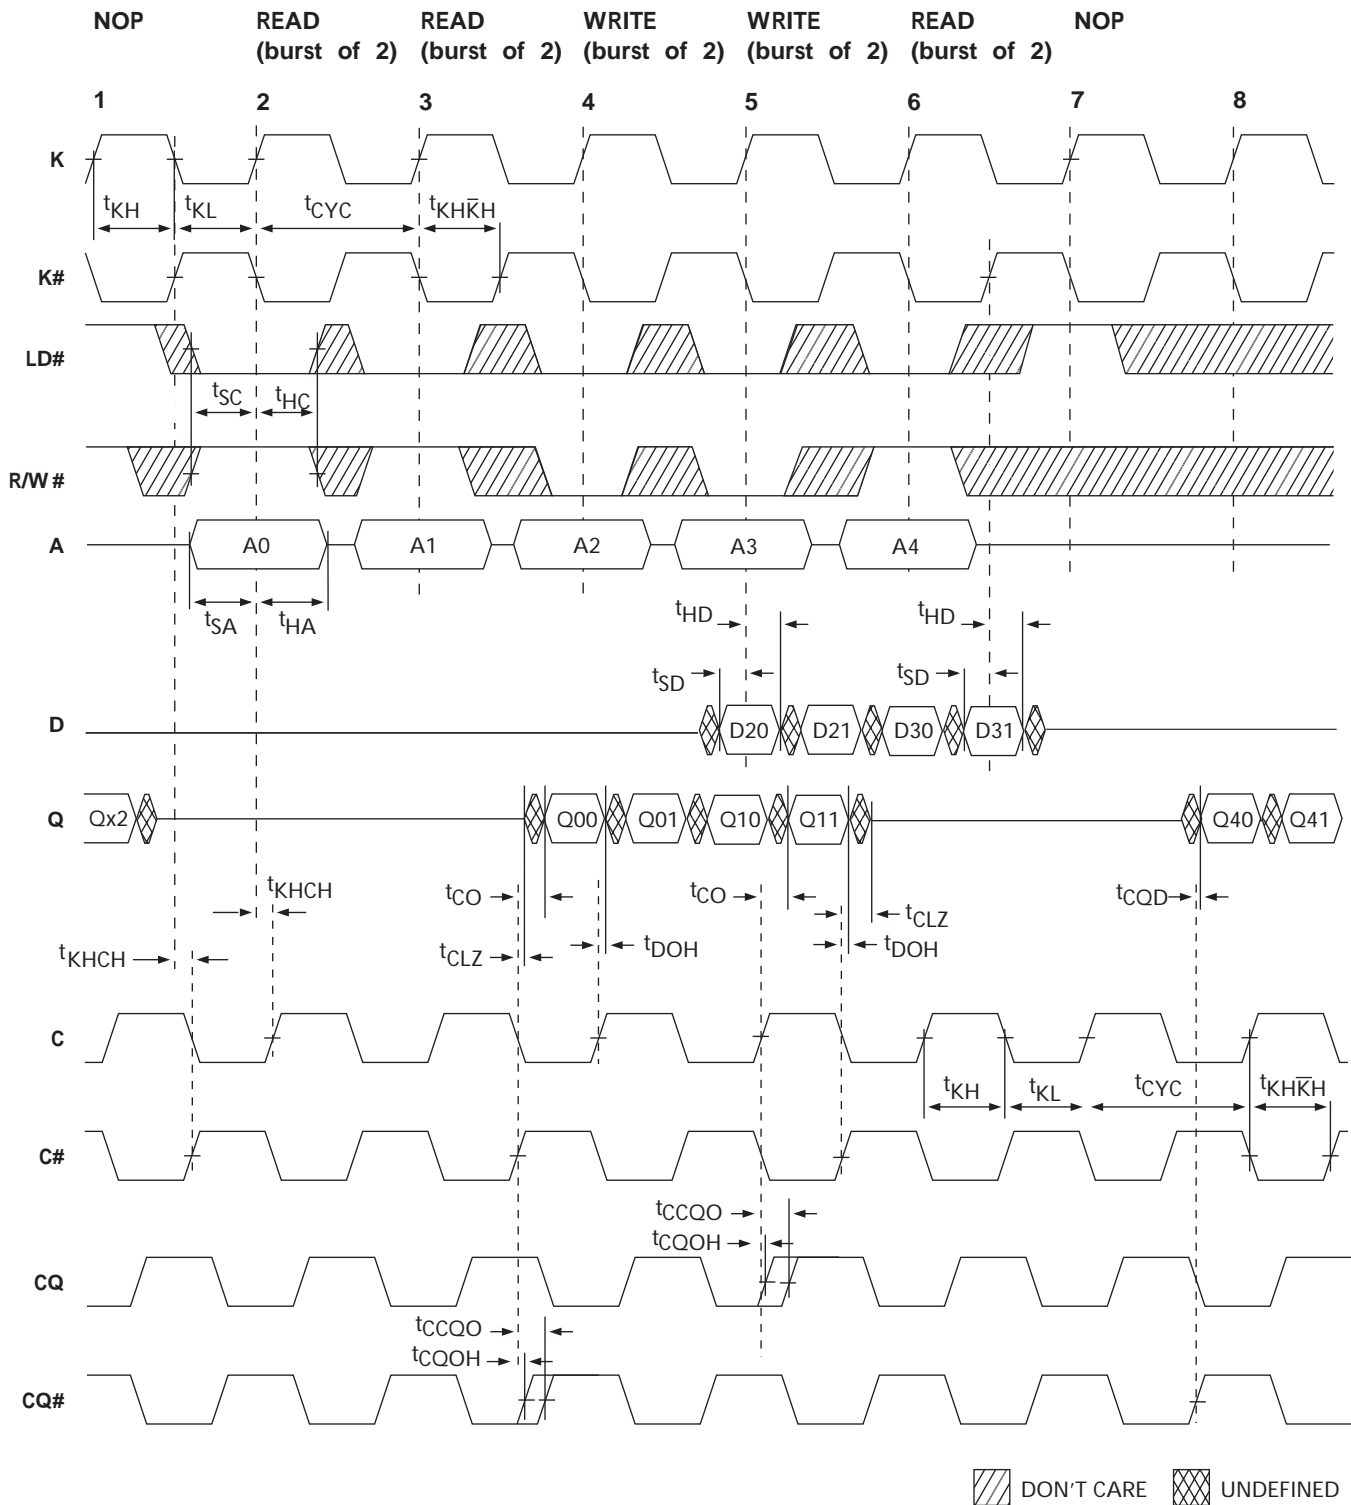 NOP READ READ WRITE WRITE READ NOP
(burst of 2) (burst of 2) (burst of 2) (burst of 2) (burst of 2)
1 2 3 4 5 6 7 8
K
tKH tKL tCYC tKHK̅H
K#
LD#
tSC tHC
R/W#
A A0 A1 A2 A3 A4
tSA tHA tHD tHD
tSD tSD
D D20 D21 D30 D31
Q Qx2 Q00 Q01 Q10 Q11 Q40 Q41
tKHCH tCO tCO tCQD
tCLZ
tKHCH tCLZ tDOH tDOH
C
tKH tKL tCYC tKHK̅H
C#
tCCQO
tCQOH
CQ
tCCQO
tCQOH
CQ#
DON'T CARE UNDEFINED